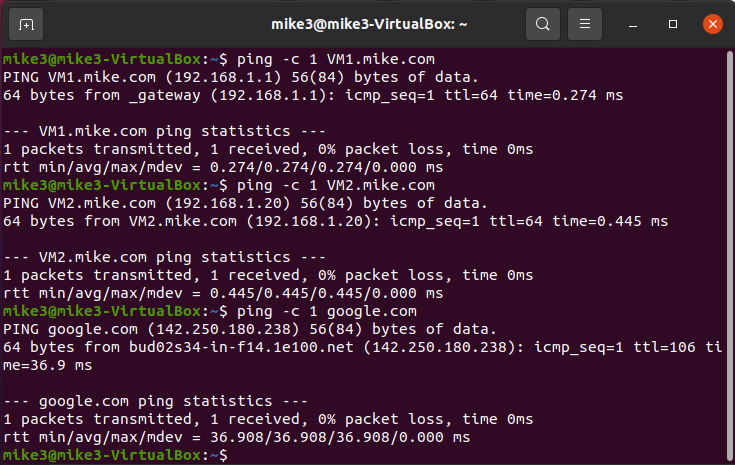 mike3@mike3-VirtualBox: ~
mike3@mike3-VirtualBox:~$ ping -c 1 VM1.mike.com
PING VM1.mike.com (192.168.1.1) 56(84) bytes of data.
64 bytes from _gateway (192.168.1.1): icmp_seq=1 ttl=64 time=0.274 ms

--- VM1.mike.com ping statistics ---
1 packets transmitted, 1 received, 0% packet loss, time 0ms
rtt min/avg/max/mdev = 0.274/0.274/0.274/0.000 ms
mike3@mike3-VirtualBox:~$ ping -c 1 VM2.mike.com
PING VM2.mike.com (192.168.1.20) 56(84) bytes of data.
64 bytes from VM2.mike.com (192.168.1.20): icmp_seq=1 ttl=64 time=0.445 ms

--- VM2.mike.com ping statistics ---
1 packets transmitted, 1 received, 0% packet loss, time 0ms
rtt min/avg/max/mdev = 0.445/0.445/0.445/0.000 ms
mike3@mike3-VirtualBox:~$ ping -c 1 google.com
PING google.com (142.250.180.238) 56(84) bytes of data.
64 bytes from bud02s34-in-f14.1e100.net (142.250.180.238): icmp_seq=1 ttl=106 ti
me=36.9 ms

--- google.com ping statistics ---
1 packets transmitted, 1 received, 0% packet loss, time 0ms
rtt min/avg/max/mdev = 36.908/36.908/36.908/0.000 ms
mike3@mike3-VirtualBox:~$